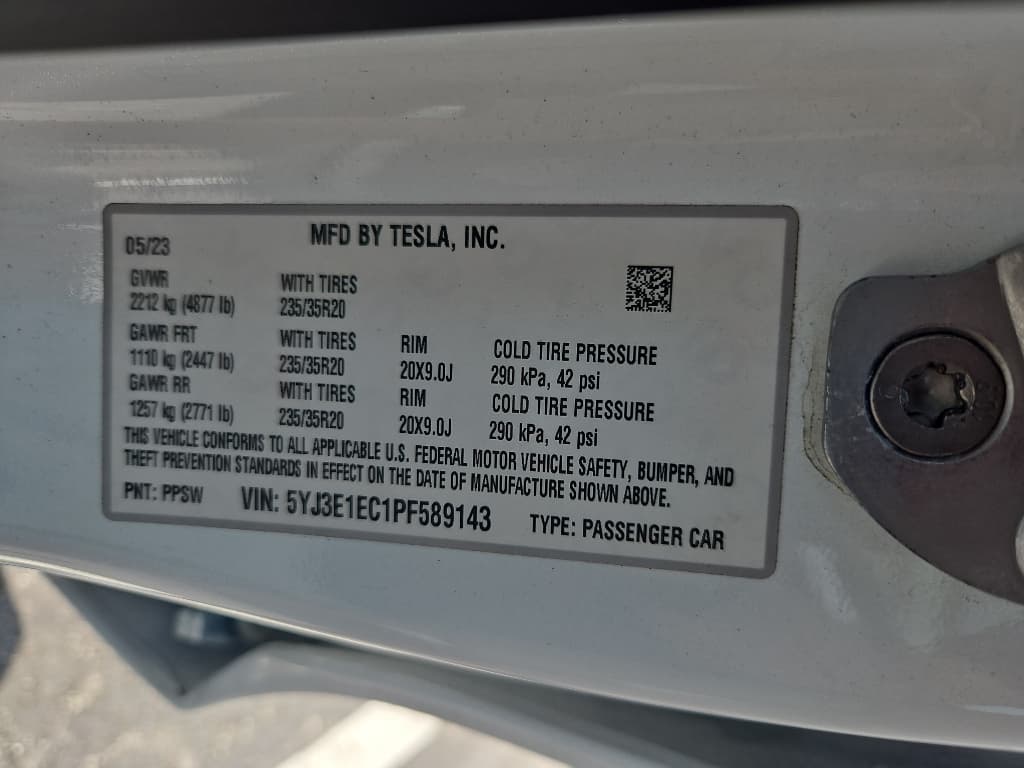 MFD BY TESLA, INC.
05/23
GVWR WITH TIRES
2212 kg (4877 lb) 235/35R20
GAWR FRT WITH TIRES RIM COLD TIRE PRESSURE
1110 kg (2447 lb) 235/35R20 20X9.0J 290 kPa, 42 psi
GAWR RR WITH TIRES RIM COLD TIRE PRESSURE
1257 kg (2771 lb) 235/35R20 20X9.0J 290 kPa, 42 psi
THIS VEHICLE CONFORMS TO ALL APPLICABLE U.S. FEDERAL MOTOR VEHICLE SAFETY, BUMPER, AND
THEFT PREVENTION STANDARDS IN EFFECT ON THE DATE OF MANUFACTURE SHOWN ABOVE.
PNT: PPSW VIN: 5YJ3E1EC1PF589143 TYPE: PASSENGER CAR